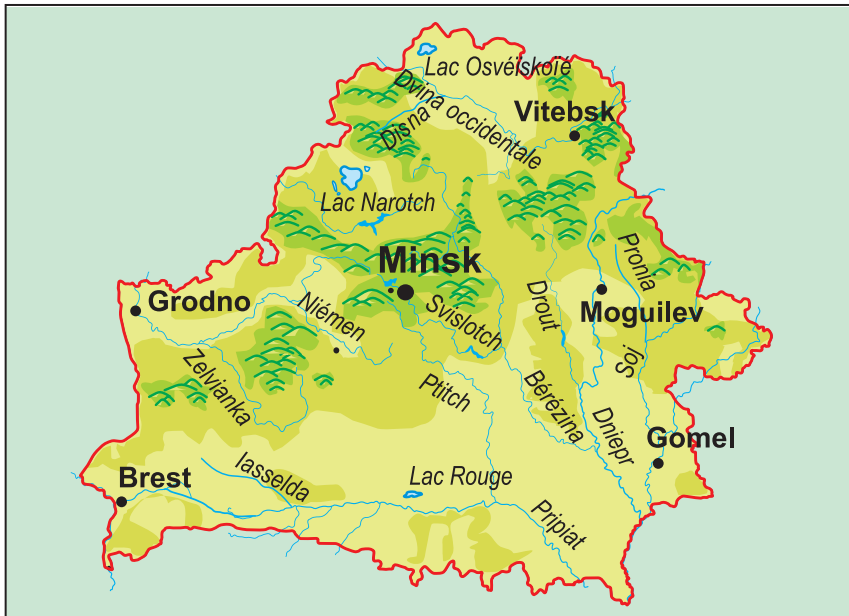 Lac Osvéïskoïé
Dvina occidentale
Disna
Vitebsk
Lac Narotch
Minsk
Pronia
Grodno
Niémen
Svislotch
Drout
Moguilev
Soj
Zelvianka
Ptitch
Bérézina
Dniepr
Gomel
Brest
Iasselda
Lac Rouge
Pripiat